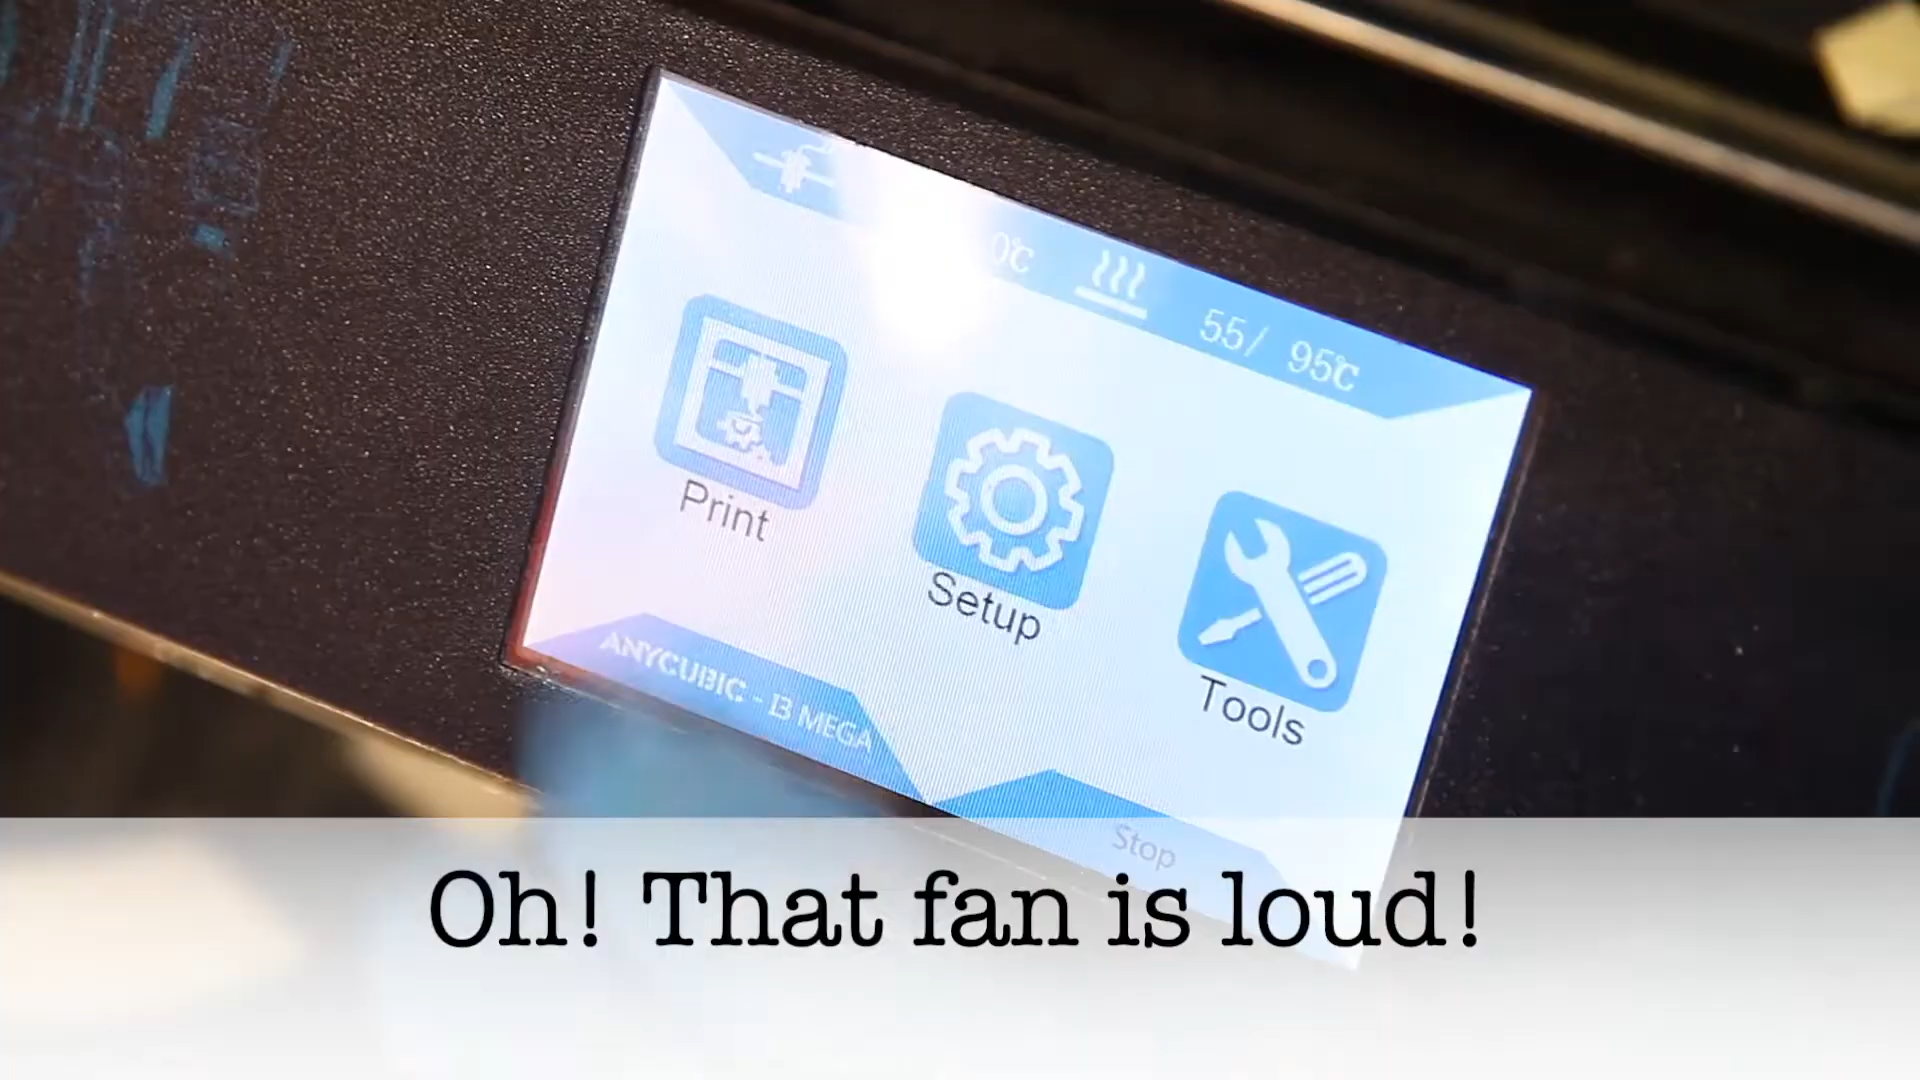 0℃ 55/ 95℃
Print
Setup
Tools
ANYCUBIC - I3 MEGA
Stop
Oh! That fan is loud!